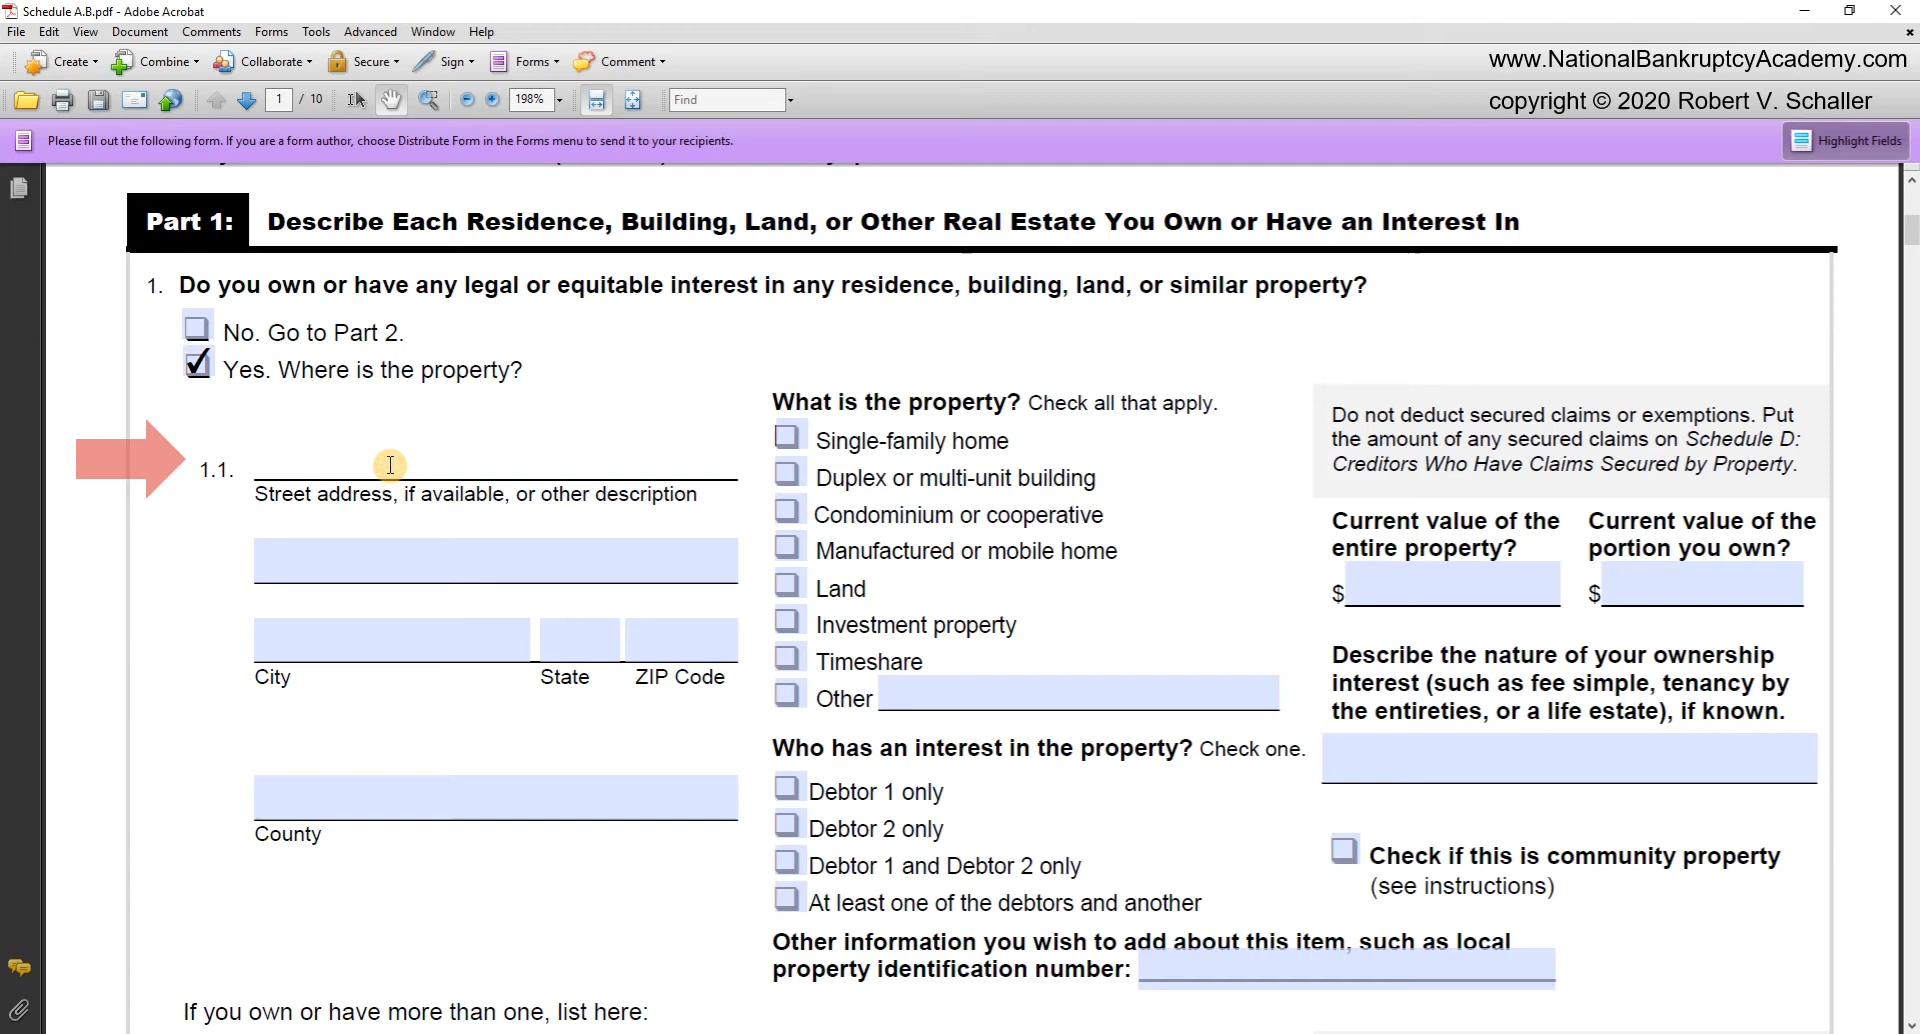 Schedule A.B.pdf - Adobe Acrobat
File Edit View Document Comments Forms Tools Advanced Window Help
Create Combine Collaborate Secure Sign Forms Comment
www.NationalBankruptcyAcademy.com
1 / 10 198% Find
copyright © 2020 Robert V. Schaller
Please fill out the following form. If you are a form author, choose Distribute Form in the Forms menu to send it to your recipients.
Highlight Fields
Part 1: Describe Each Residence, Building, Land, or Other Real Estate You Own or Have an Interest In
1. Do you own or have any legal or equitable interest in any residence, building, land, or similar property?
No. Go to Part 2.
Yes. Where is the property?
1.1.
Street address, if available, or other description
City State ZIP Code
County
What is the property? Check all that apply.
Single-family home
Duplex or multi-unit building
Condominium or cooperative
Manufactured or mobile home
Land
Investment property
Timeshare
Other
Who has an interest in the property? Check one.
Debtor 1 only
Debtor 2 only
Debtor 1 and Debtor 2 only
At least one of the debtors and another
Other information you wish to add about this item, such as local
property identification number:
Do not deduct secured claims or exemptions. Put
the amount of any secured claims on Schedule D:
Creditors Who Have Claims Secured by Property.
Current value of the
entire property?
$
Current value of the
portion you own?
$
Describe the nature of your ownership
interest (such as fee simple, tenancy by
the entireties, or a life estate), if known.
Check if this is community property
(see instructions)
If you own or have more than one, list here: